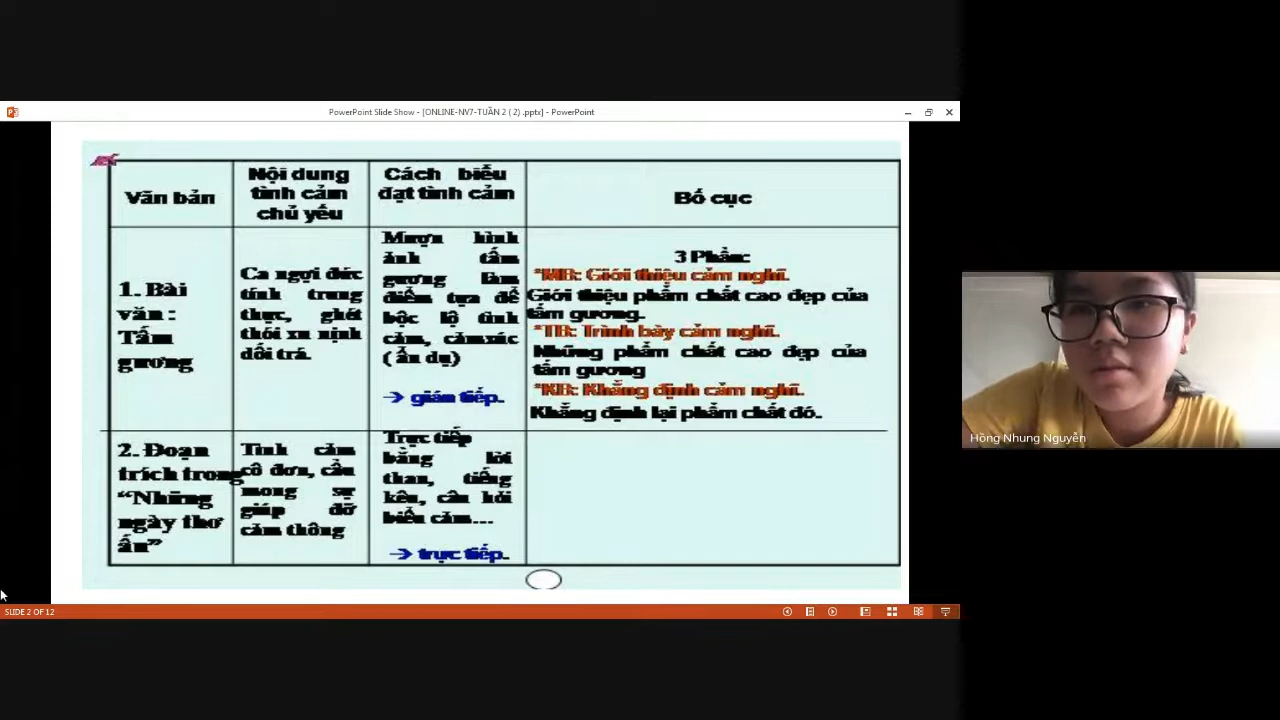 PowerPoint Slide Show - [ONLINE-NV7-TUẦN 2 ( 2) .pptx] - PowerPoint
Văn bản
Nội dung
tình cảm
chủ yếu
Cách biểu
đạt tình cảm
Bố cục
1. Bài
văn :
Tấm
gương
Ca ngợi đức
tính trung
thực, ghét
thói xu nịnh
dối trá.
Mượn hình
ảnh tấm
gương làm
điểm tựa để
bộc lộ tình
cảm, cảm xúc
( ẩn dụ)
→ gián tiếp.
3 Phần:
*MB: Giới thiệu cảm nghĩ.
Giới thiệu phẩm chất cao đẹp của
tấm gương.
*TB: Trình bày cảm nghĩ.
Những phẩm chất cao đẹp của
tấm gương
*KB: Khẳng định cảm nghĩ.
Khẳng định lại phẩm chất đó.
2. Đoạn
trích trong
“Những
ngày thơ
ấu”
Tình cảm
cô đơn, cầu
mong sự
giúp đỡ
cảm thông
Trực tiếp
bằng lời
than, tiếng
kêu, câu hỏi
biểu cảm...
→ trực tiếp.
SLIDE 2 OF 12
Hồng Nhung Nguyễn